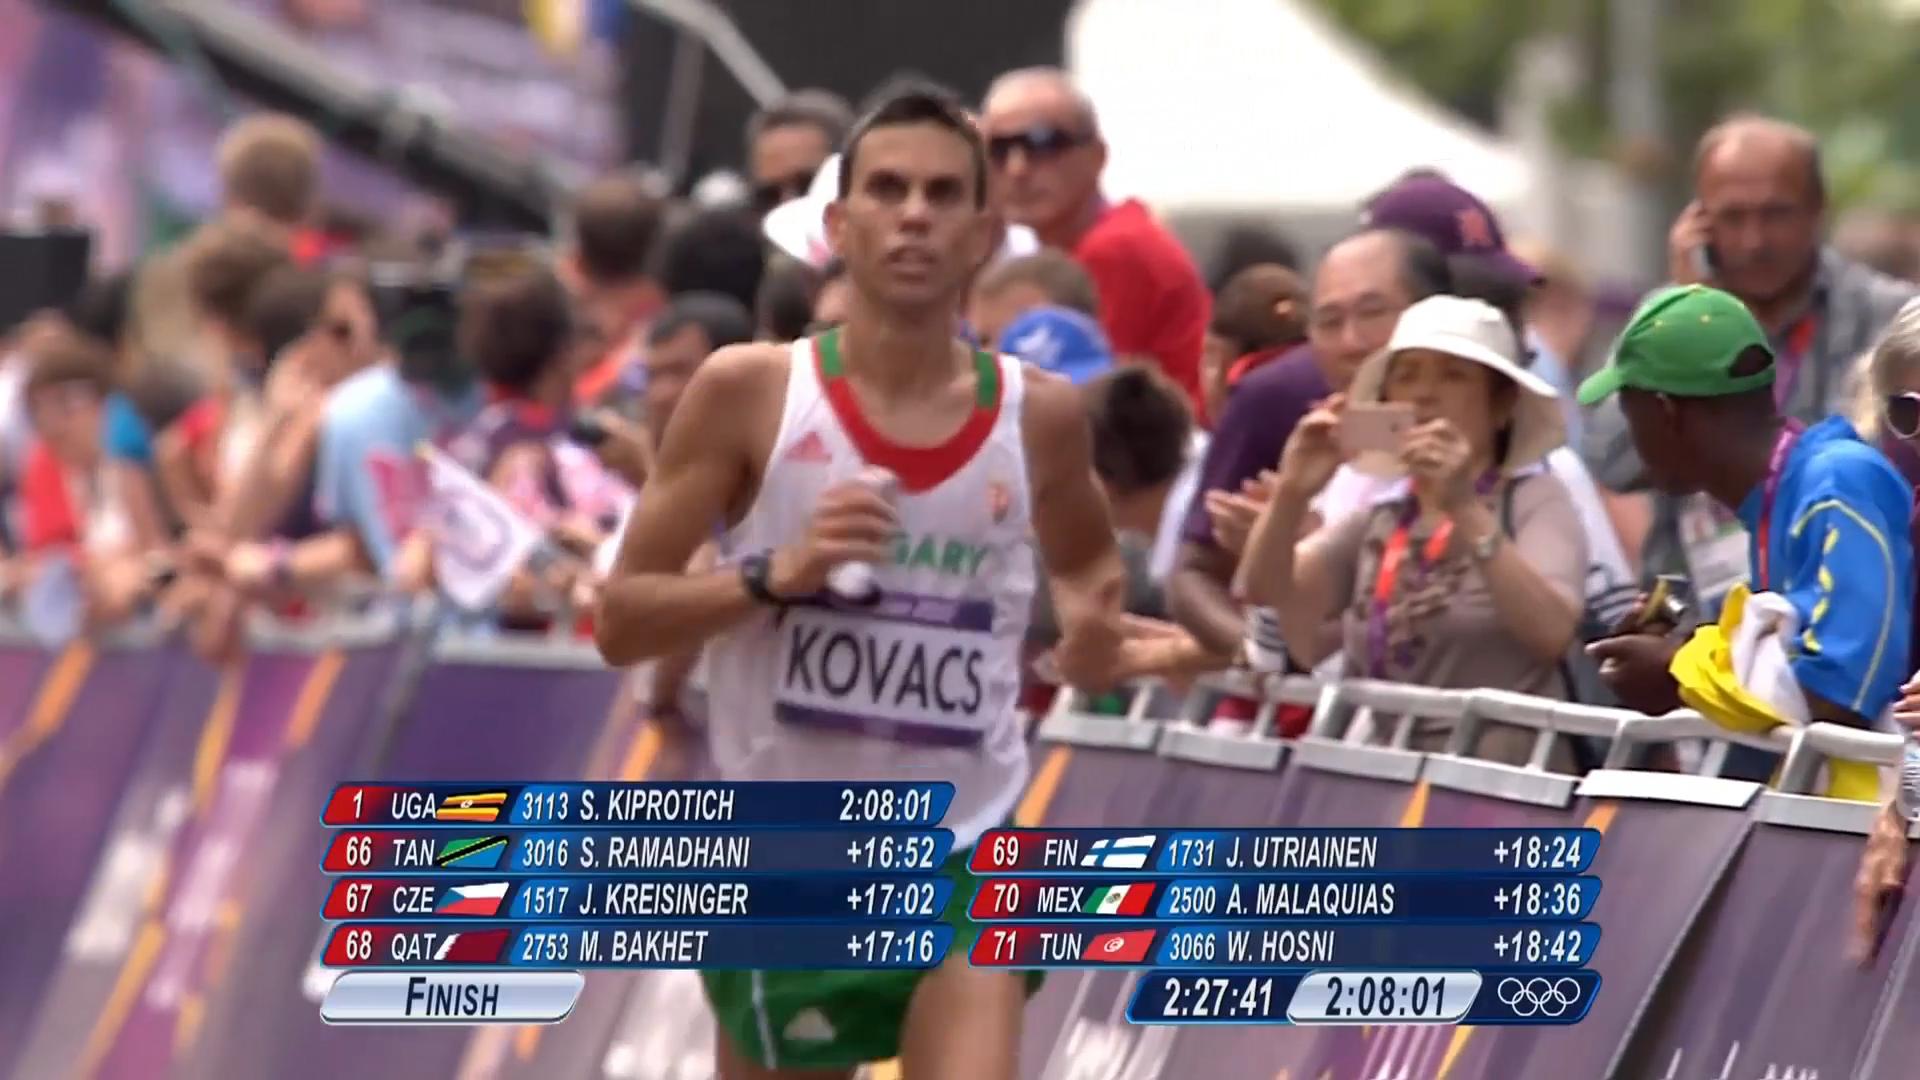 GARY
KOVACS
1 UGA 3113 S. KIPROTICH 2:08:01
66 TAN 3016 S. RAMADHANI +16:52
67 CZE 1517 J. KREISINGER +17:02
68 QAT 2753 M. BAKHET +17:16
69 FIN 1731 J. UTRIAINEN +18:24
70 MEX 2500 A. MALAQUIAS +18:36
71 TUN 3066 W. HOSNI +18:42
FINISH
2:27:41 2:08:01